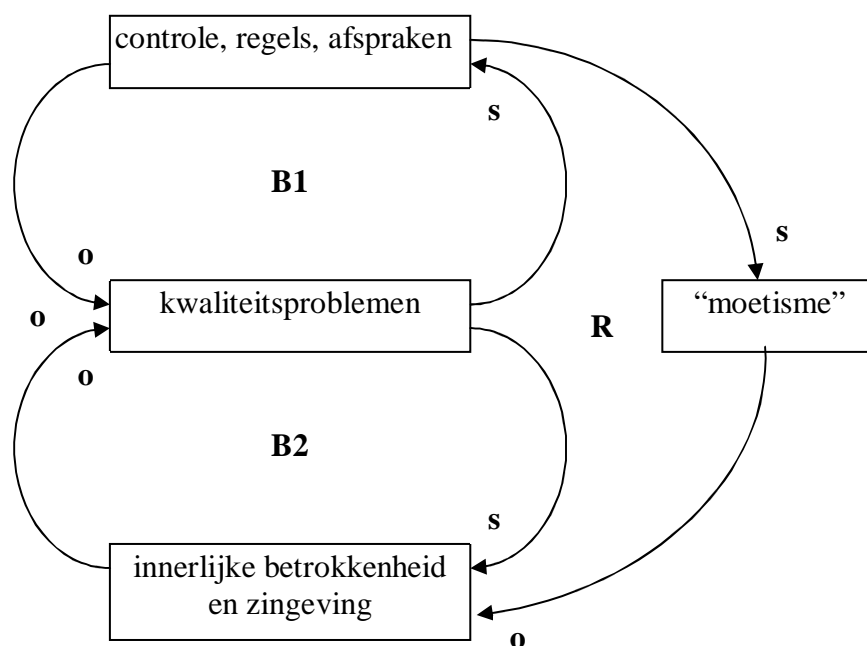 controle, regels, afspraken
s
B1
s
o
kwaliteitsproblemen
“moetisme”
o
R
o
B2
s
innerlijke betrokkenheid
en zingeving
o